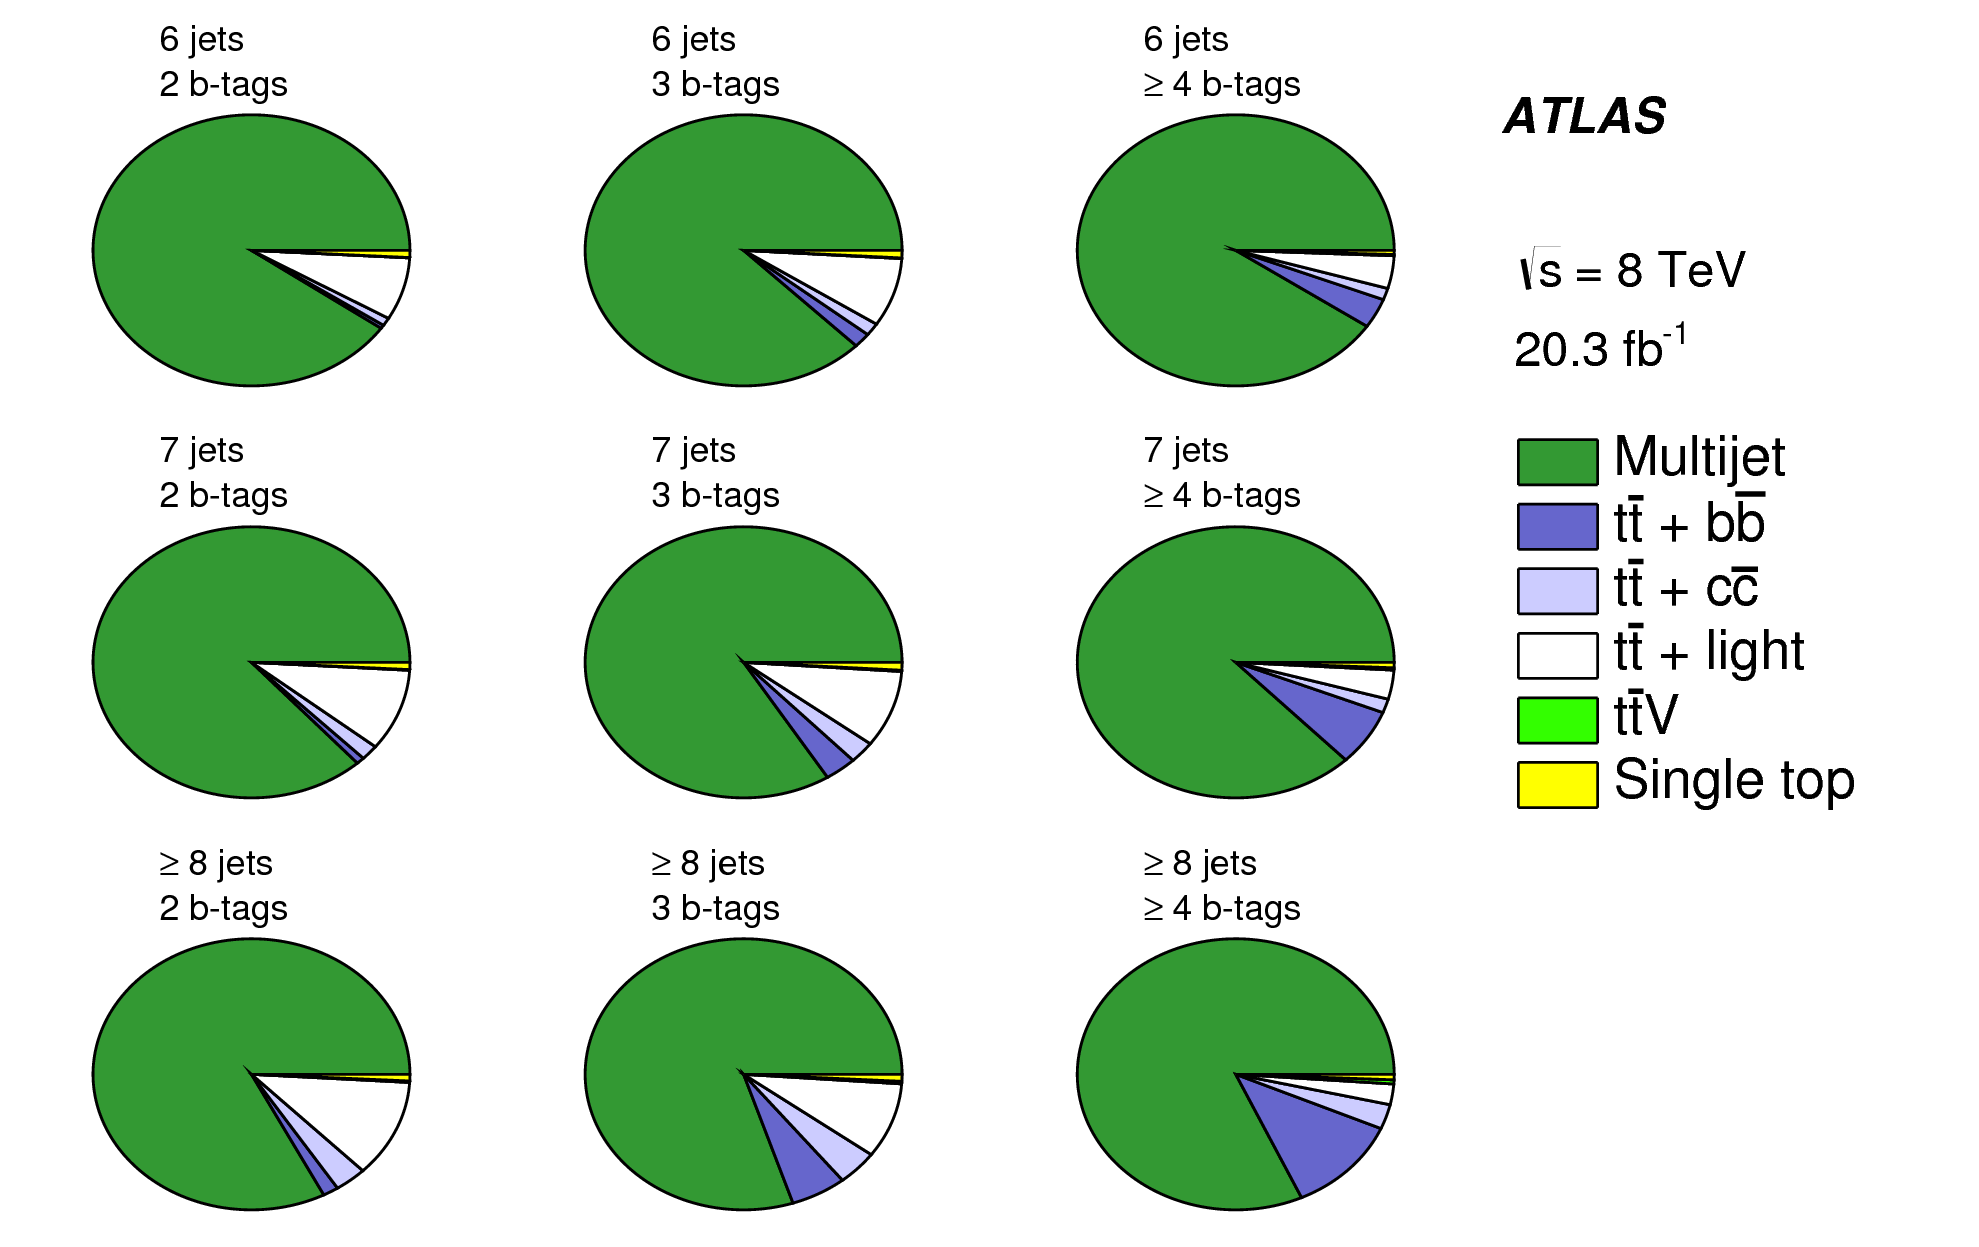 6 jets
2 b-tags
6 jets
3 b-tags
6 jets
≥ 4 b-tags
ATLAS
√s = 8 TeV
20.3 fb⁻¹
7 jets
2 b-tags
7 jets
3 b-tags
7 jets
≥ 4 b-tags
Multijet
tt̄ + bb̄
tt̄ + cc̄
tt̄ + light
tt̄V
Single top
≥ 8 jets
2 b-tags
≥ 8 jets
3 b-tags
≥ 8 jets
≥ 4 b-tags